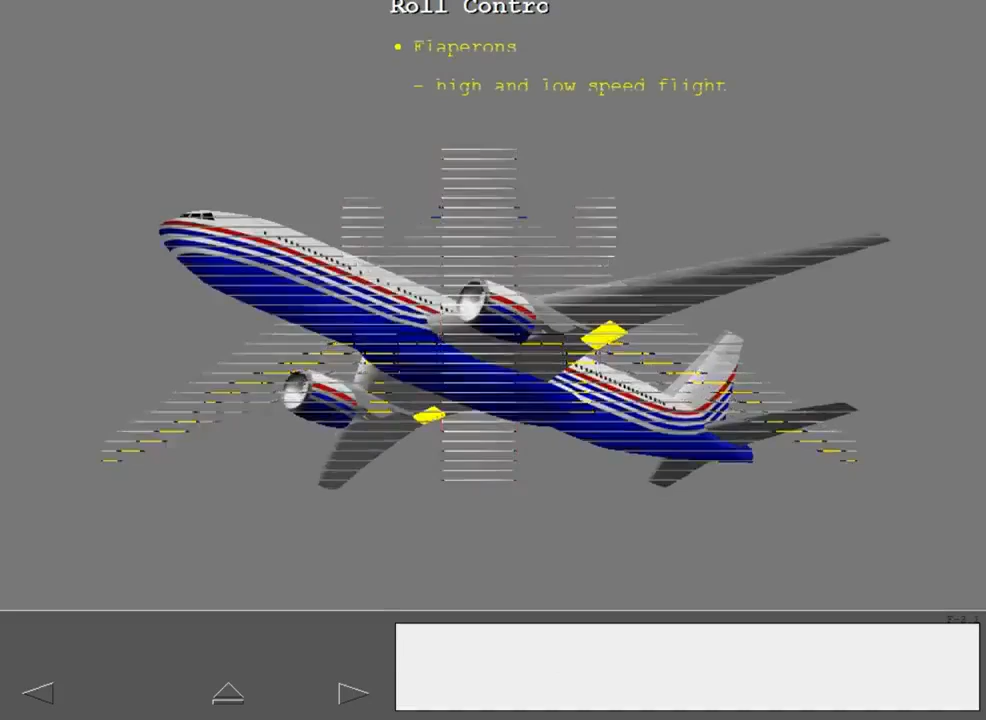 Roll Contro
• Flaperons
- high and low speed flight